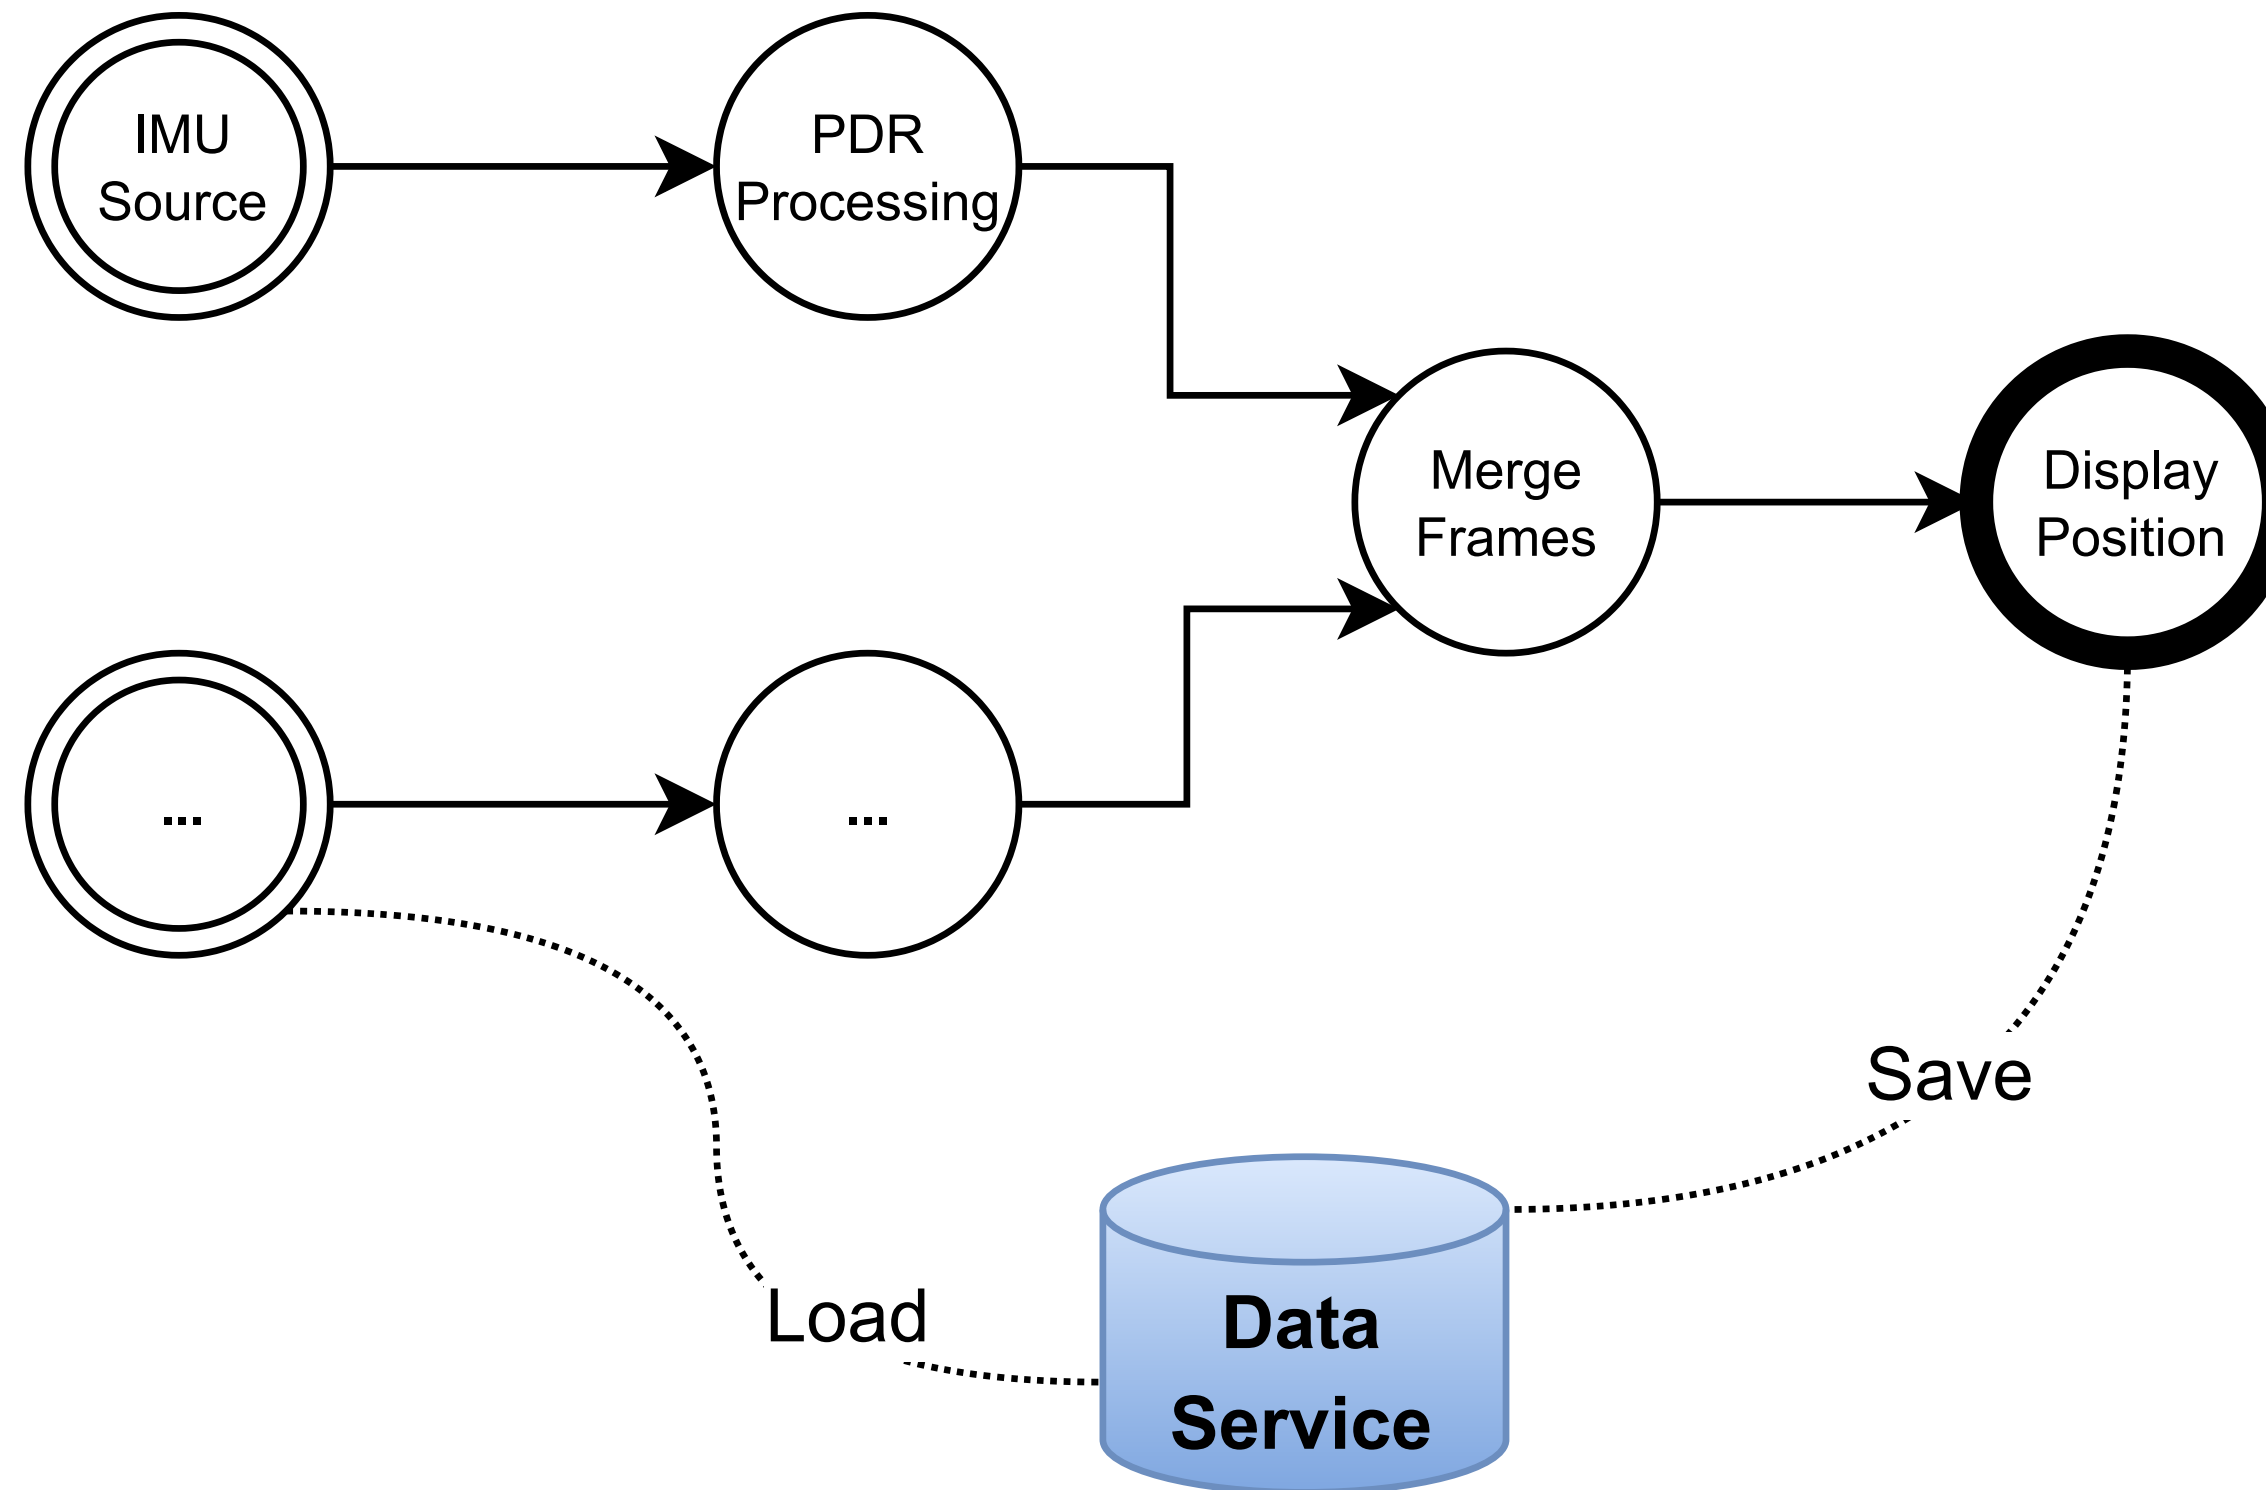 IMU
Source
PDR
Processing
Merge
Frames
Display
Position
...
...
Save
Load
Data
Service